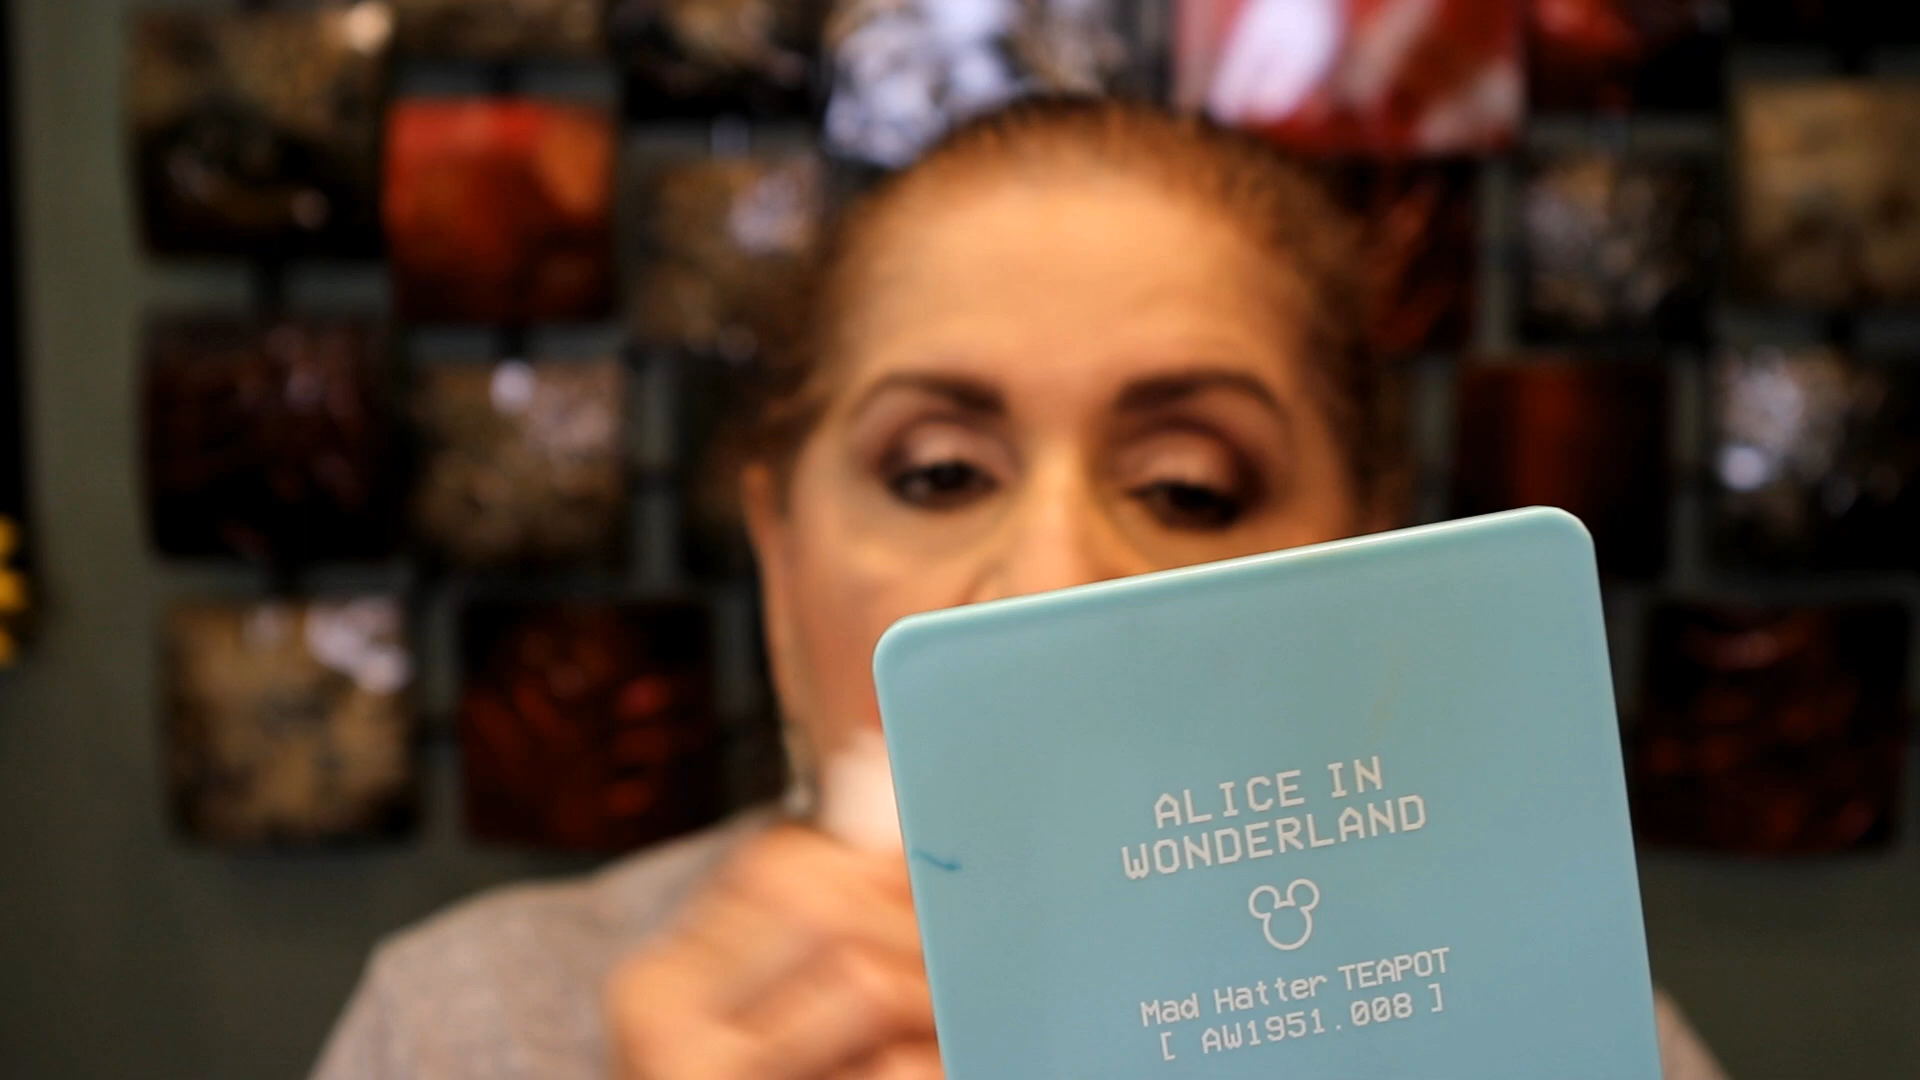 ALICE IN
WONDERLAND
Mad Hatter TEAPOT
[ AW1951.008 ]